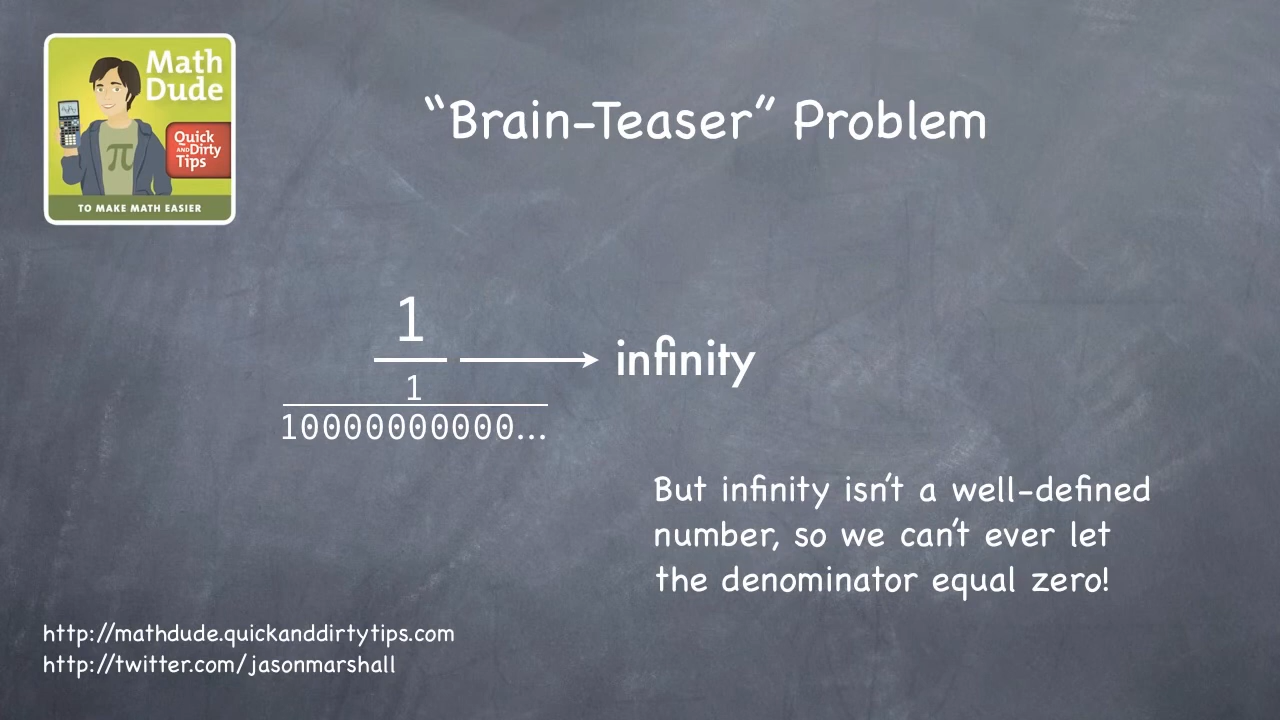 Math
Dude
Quick
AND Dirty
Tips
TO MAKE MATH EASIER
“Brain-Teaser” Problem
1
infinity
1
10000000000...
But infinity isn’t a well-defined
number, so we can’t ever let
the denominator equal zero!
http://mathdude.quickanddirtytips.com
http://twitter.com/jasonmarshall